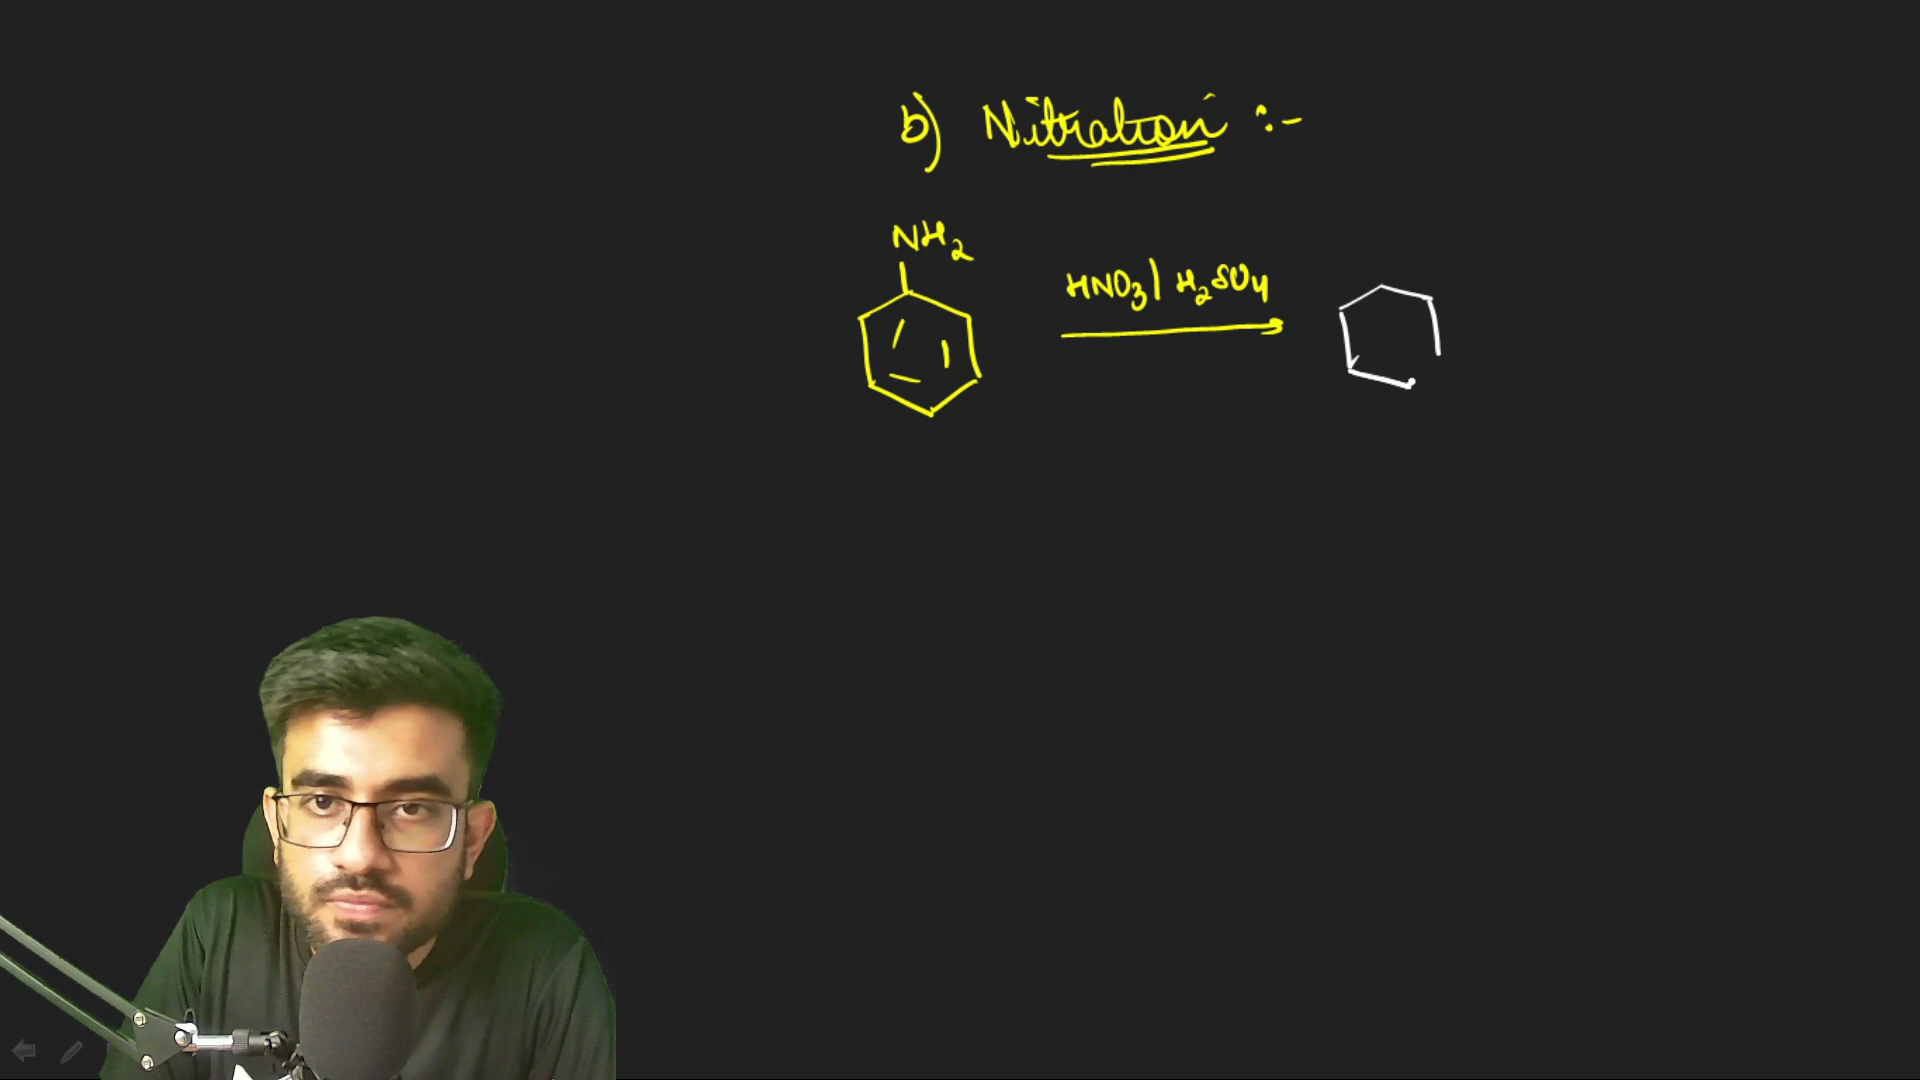 b) Nitration :-
NH2
HNO3/ H2SO4